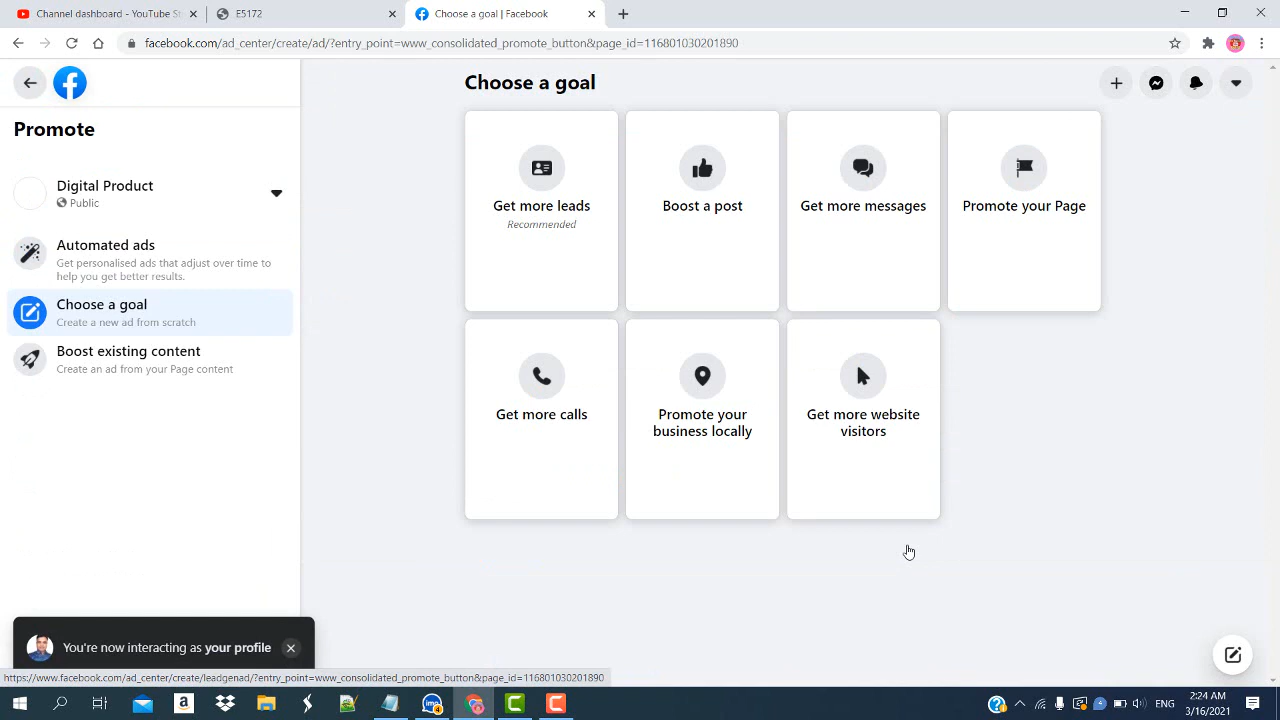 Channel dashboard - YouTube St
E5172
Choose a goal | Facebook
facebook.com/ad_center/create/ad/?entry_point=www_consolidated_promote_button&page_id=116801030201890
Promote
Digital Product
Public
Automated ads
Get personalised ads that adjust over time to
help you get better results.
Choose a goal
Create a new ad from scratch
Boost existing content
Create an ad from your Page content
Choose a goal
Get more leads
Recommended
Boost a post
Get more messages
Promote your Page
Get more calls
Promote your
business locally
Get more website
visitors
You're now interacting as your profile
https://www.facebook.com/ad_center/create/leadgenad/?entry_point=www_consolidated_promote_button&page_id=116801030201890
ENG
2:24 AM
3/16/2021